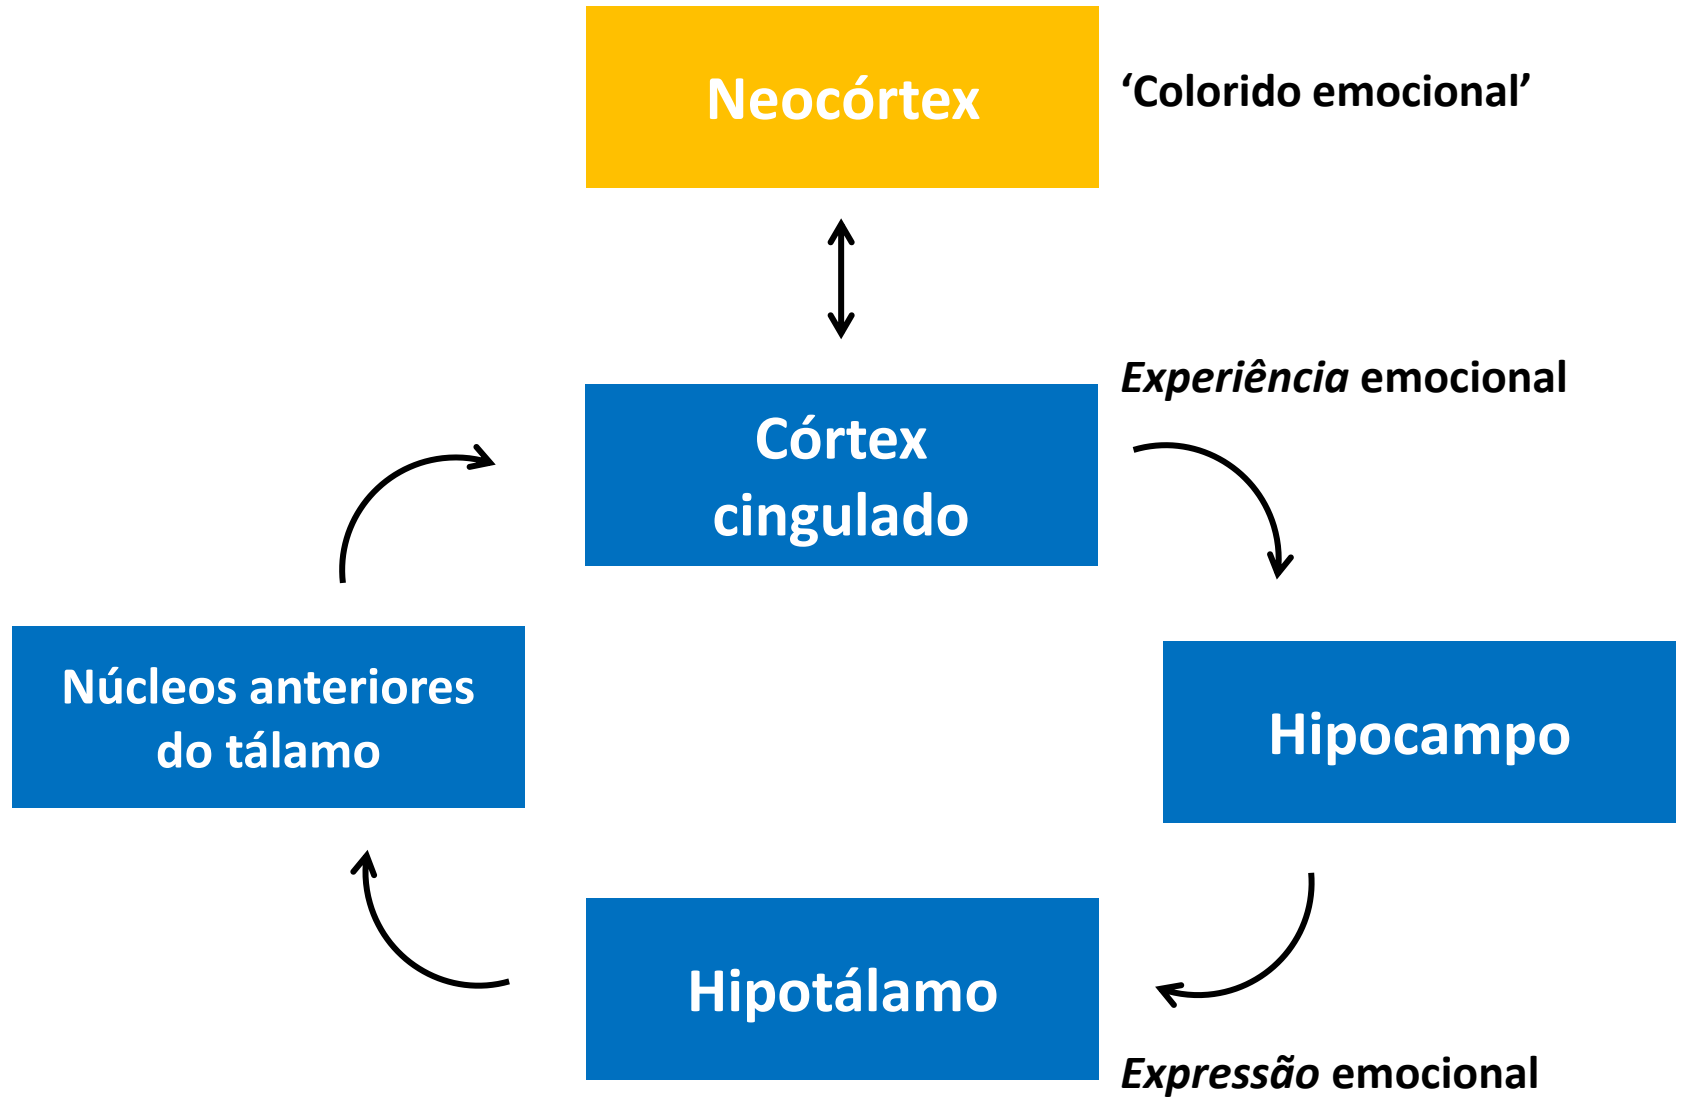 Neocórtex
‘Colorido emocional’
Experiência emocional
Córtex
cingulado
Núcleos anteriores
do tálamo
Hipocampo
Hipotálamo
Expressão emocional